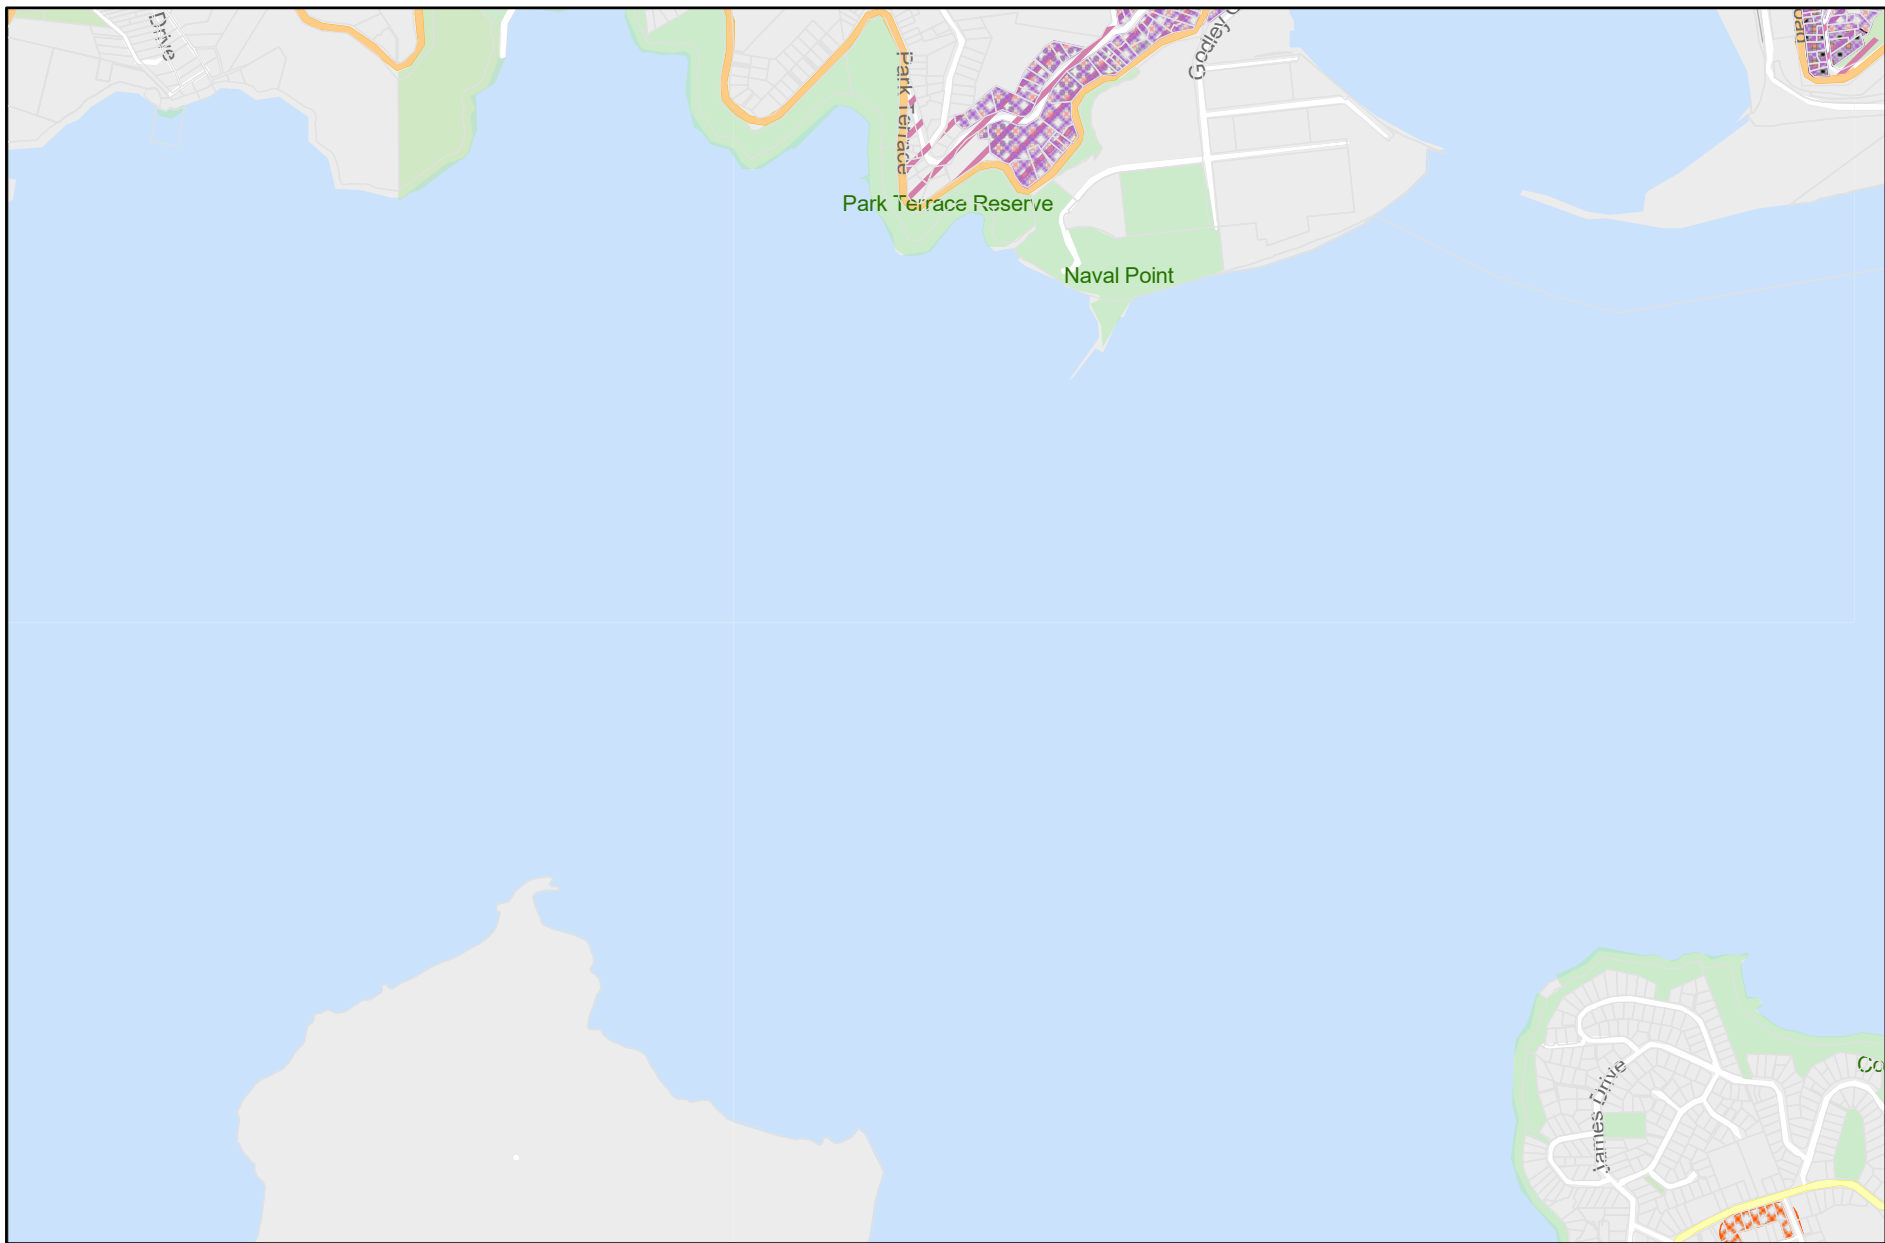 Drive
Park Terrace
Godley
Park Terrace Reserve
Naval Point
James Drive